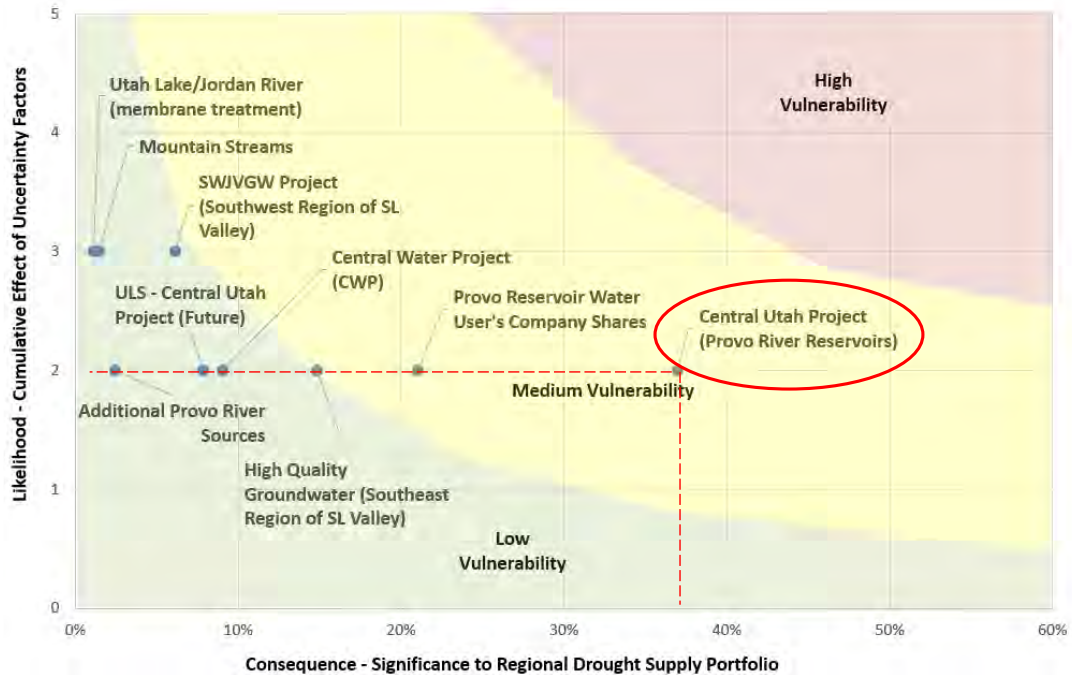 5
Utah Lake/Jordan River
(membrane treatment)
High
Vulnerability
4
Mountain Streams
SWJVGW Project
(Southwest Region of SL
Valley)
3
Central Water Project
(CWP)
ULS - Central Utah
Project (Future)
Provo Reservoir Water
User's Company Shares
Central Utah Project
(Provo River Reservoirs)
2
Medium Vulnerability
Additional Provo River
Sources
High Quality
Groundwater (Southeast
Region of SL Valley)
1
Low
Vulnerability
0
0%
10%
20%
30%
40%
50%
60%
Likelihood - Cumulative Effect of Uncertainty Factors
Consequence - Significance to Regional Drought Supply Portfolio